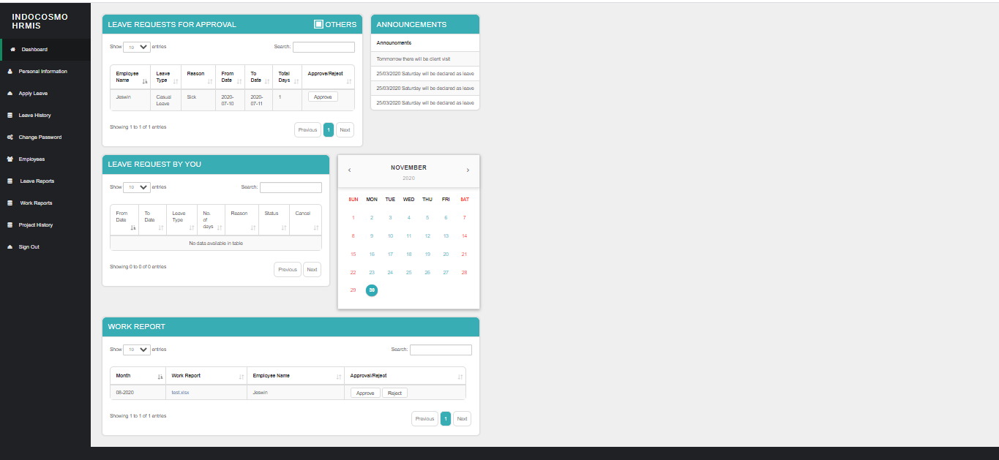 INDOCOSMO
HRMIS
Dashboard
Personal Information
Apply Leave
Leave History
Change Password
Employees
Leave Reports
Work Reports
Project History
Sign Out
LEAVE REQUESTS FOR APPROVAL OTHERS
Show 10 entries Search:
Employee Name Leave Type Reason From Date To Date Total Days Approve/Reject
Jeswin Casual Leave Sick 2020-07-10 2020-07-11 1 Approve
Showing 1 to 1 of 1 entries
Previous 1 Next
ANNOUNCEMENTS
Announcments
Tommorrow there will be client visit
25/03/2020 Saturday will be declared as leave
25/03/2020 Saturday will be declared as leave
25/03/2020 Saturday will be declared as leave
LEAVE REQUEST BY YOU
Show 10 entries Search:
From Date To Date Leave Type No. of days Reason Status Cancel
No data available in table
Showing 0 to 0 of 0 entries
Previous Next
NOVEMBER
2020
SUN MON TUE WED THU FRI SAT
1 2 3 4 5 6 7
8 9 10 11 12 13 14
15 16 17 18 19 20 21
22 23 24 25 26 27 28
29 30
WORK REPORT
Show 10 entries Search:
Month Work Report Employee Name Approval/Reject
08-2020 test.xlsx Jeswin Approve Reject
Showing 1 to 1 of 1 entries
Previous 1 Next